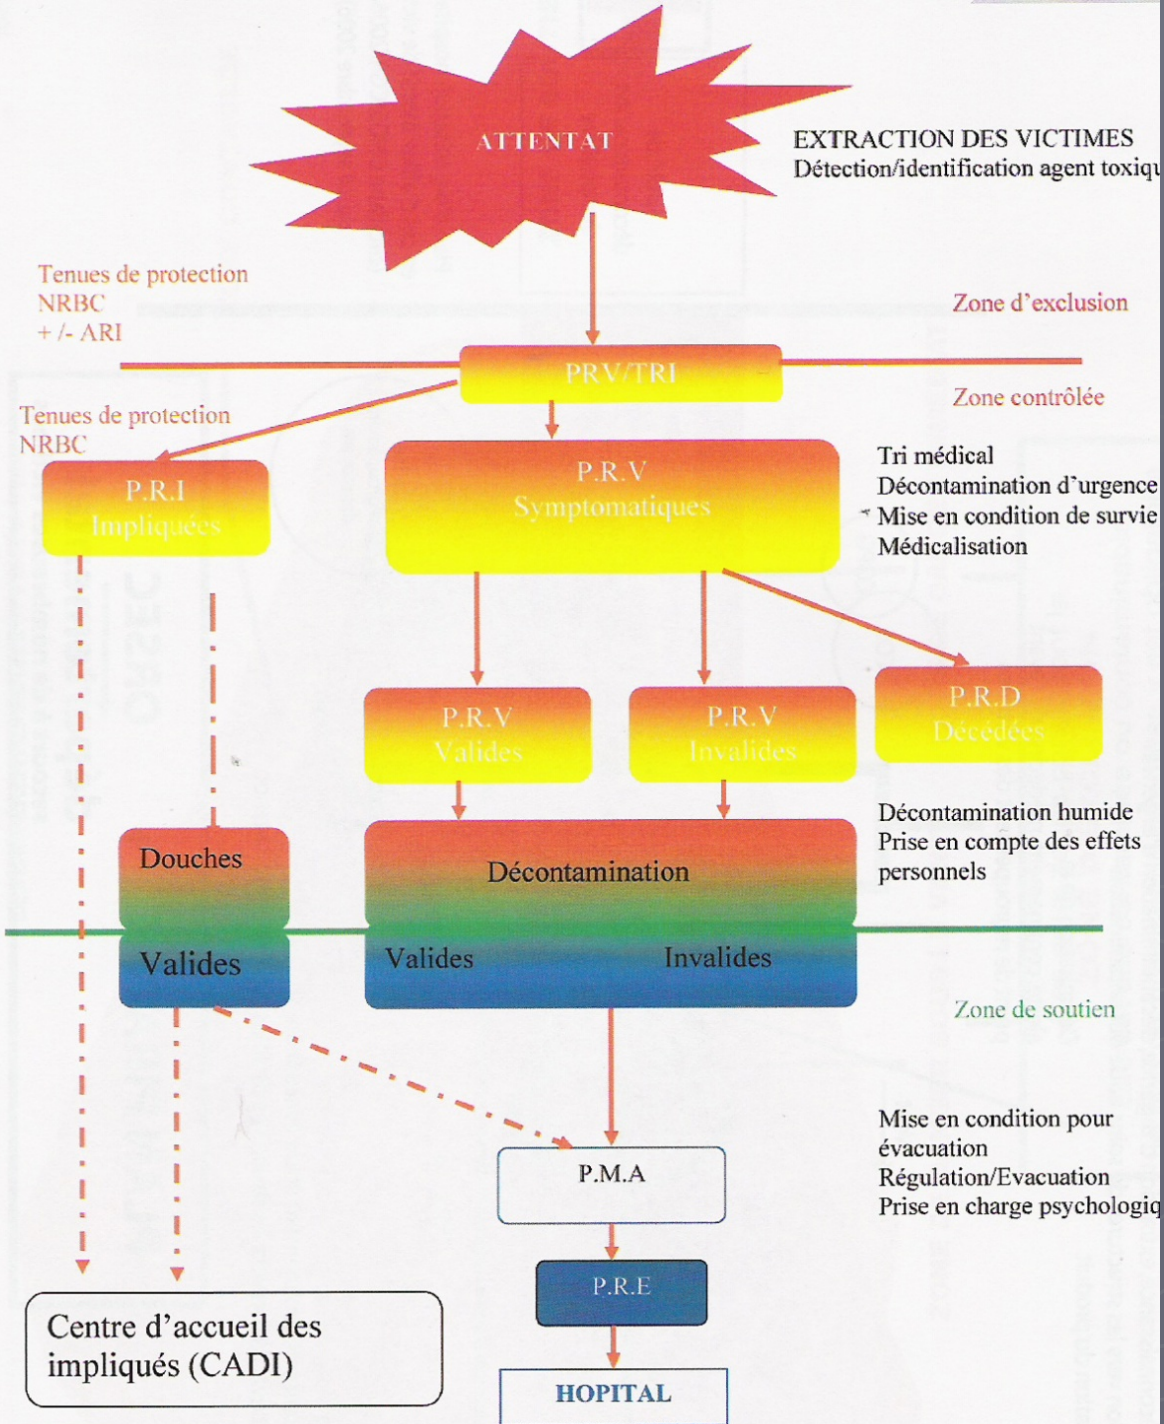 ATTENTAT
EXTRACTION DES VICTIMES
Détection/identification agent toxiqu
Tenues de protection
NRBC
+ /- ARI
Zone d'exclusion
PRV/TRI
Zone contrôlée
Tenues de protection
NRBC
P.R.I
Impliquées
P.R.V
Symptomatiques
Tri médical
Décontamination d'urgence
Mise en condition de survie
Médicalisation
P.R.V
Valides
P.R.V
Invalides
P.R.D
Décédées
Décontamination humide
Prise en compte des effets
personnels
Douches
Décontamination
Valides
Valides
Invalides
Zone de soutien
Mise en condition pour
évacuation
Régulation/Evacuation
Prise en charge psychologiq
P.M.A
P.R.E
Centre d'accueil des
impliqués (CADI)
HOPITAL
ORSEC